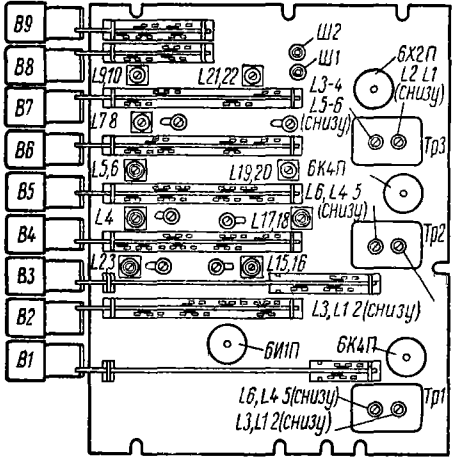 В9
Ш2
В8
Ш1
6Х2П
L9,10
L21,22
L3-4
L2 L1
В7
L5-6
(снизу)
(снизу)
L7 8
Тр3
В6
L5,6
L19,20
6К4П
В5
L6, L4 5
(снизу)
L4
L17,18
В4
Тр2
L2,3
L15,16
В3
В2
L3, L1 2(снизу)
6И1П
6К4П
В1
L6, L4 5(снизу)
Тр1
L3, L1 2(снизу)